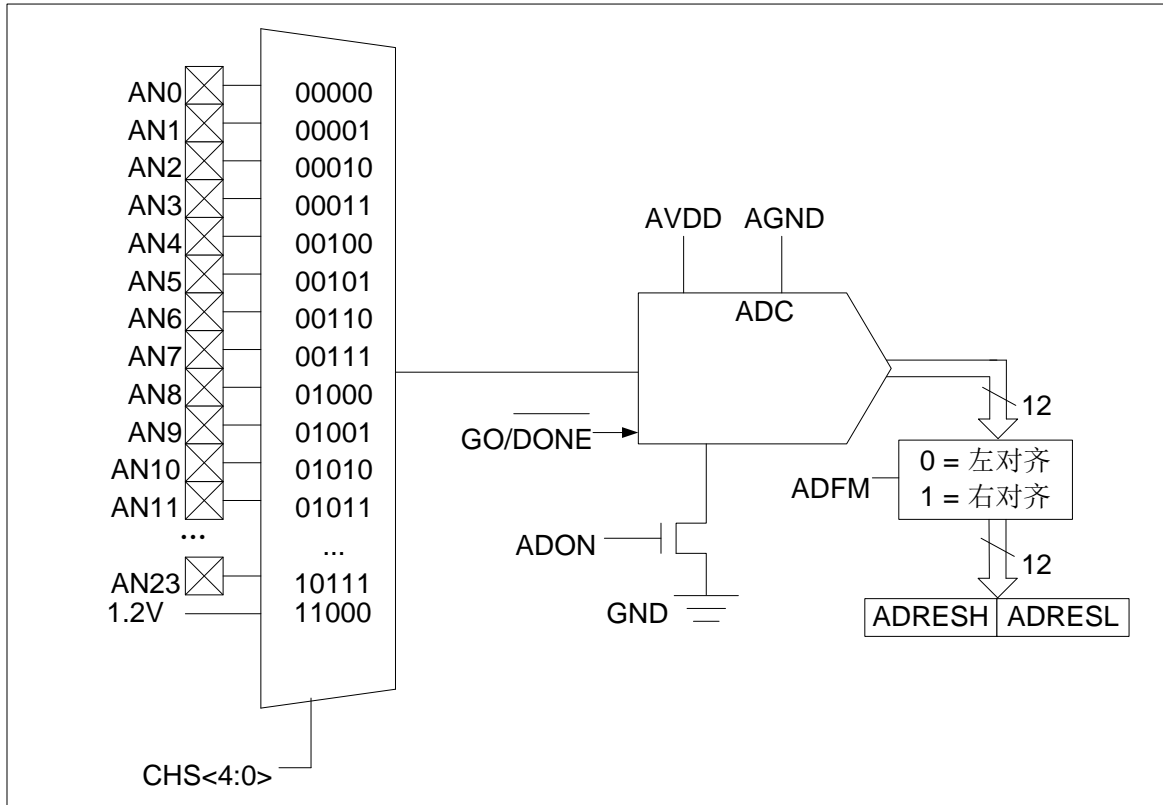 AN0 00000
AN1 00001
AN2 00010
AN3 00011
AN4 00100
AN5 00101
AN6 00110
AN7 00111
AN8 01000
AN9 01001
AN10 01010
AN11 01011
... ...
AN23 10111
1.2V 11000
CHS<4:0>
AVDD AGND
ADC
GO/DONE
ADON
GND
12
ADFM
0 = 左对齐
1 = 右对齐
12
ADRESH ADRESL